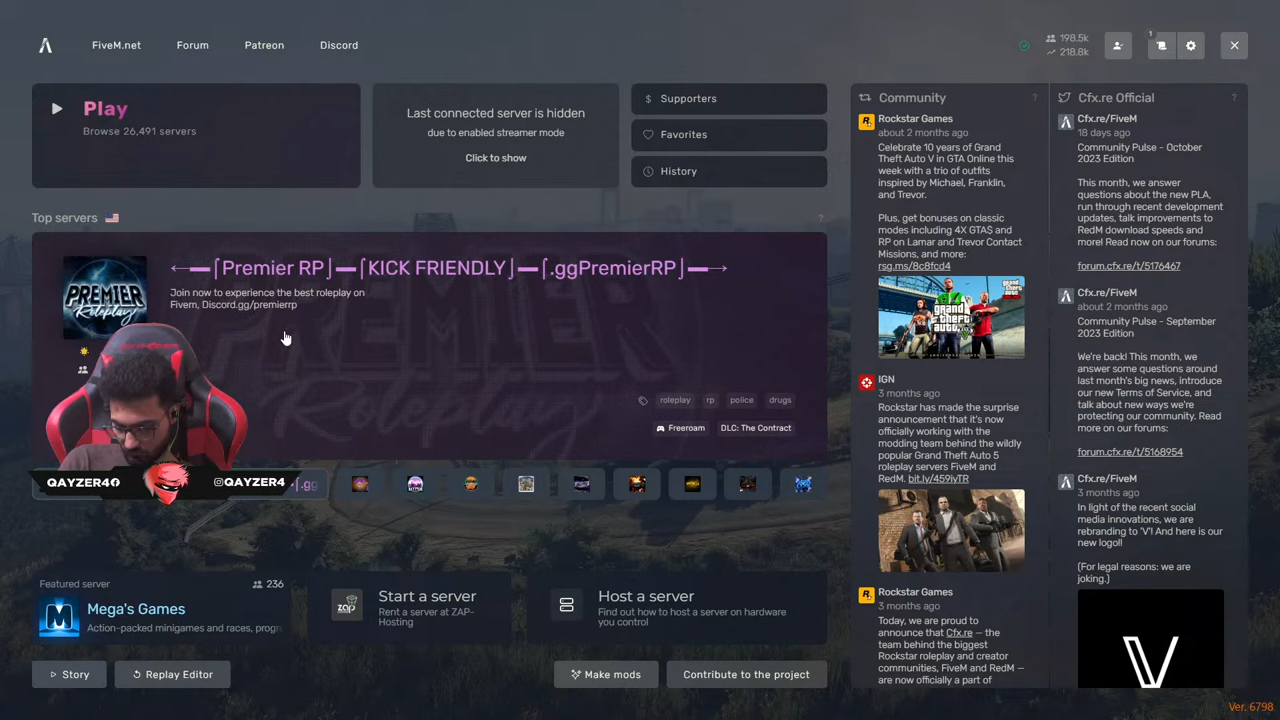 FiveM.net
Forum
Patreon
Discord
198.5k
218.8k
1
Play
Browse 26,491 servers
Last connected server is hidden
due to enabled streamer mode
Click to show
Supporters
Favorites
History
Top servers
?
←▬⌠Premier RP⌡▬⌠KICK FRIENDLY⌡▬⌠.ggPremierRP⌡▬→
Join now to experience the best roleplay on
Fivem, Discord.gg/premierrp
PREMIER
Roleplay
roleplay
rp
police
drugs
Freeroam
DLC: The Contract
QAYZER4
QAYZER4
.gg
Featured server
236
Mega's Games
Action-packed minigames and races, progr
ZAP
Start a server
Rent a server at ZAP-
Hosting
Host a server
Find out how to host a server on hardware
you control
Story
Replay Editor
Make mods
Contribute to the project
Community
?
Rockstar Games
about 2 months ago
Celebrate 10 years of Grand
Theft Auto V in GTA Online this
week with a trio of outfits
inspired by Michael, Franklin,
and Trevor.
Plus, get bonuses on classic
modes including 4X GTA$ and
RP on Lamar and Trevor Contact
Missions, and more:
rsg.ms/8c8fcd4
grand
theft
auto
IGN
3 months ago
Rockstar has made the surprise
announcement that it's now
officially working with the
modding team behind the wildly
popular Grand Theft Auto 5
roleplay servers FiveM and
RedM. bit.ly/459iyTR
Rockstar Games
3 months ago
Today, we are proud to
announce that Cfx.re — the
team behind the biggest
Rockstar roleplay and creator
communities, FiveM and RedM —
are now officially a part of
Cfx.re Official
?
Cfx.re/FiveM
18 days ago
Community Pulse - October
2023 Edition
This month, we answer
questions about the new PLA,
run through recent development
updates, talk improvements to
RedM download speeds and
more! Read now on our forums:
forum.cfx.re/t/5176467
Cfx.re/FiveM
about 2 months ago
Community Pulse - September
2023 Edition
We're back! This month, we
answer some questions around
last month's big news, introduce
our new Terms of Service, and
talk about new ways we're
protecting our community. Read
more on our forums:
forum.cfx.re/t/5168954
Cfx.re/FiveM
3 months ago
In light of the recent social
media innovations, we are
rebranding to 'V'! And here is our
new logo!
(For legal reasons: we are
joking.)
V
Ver. 6798